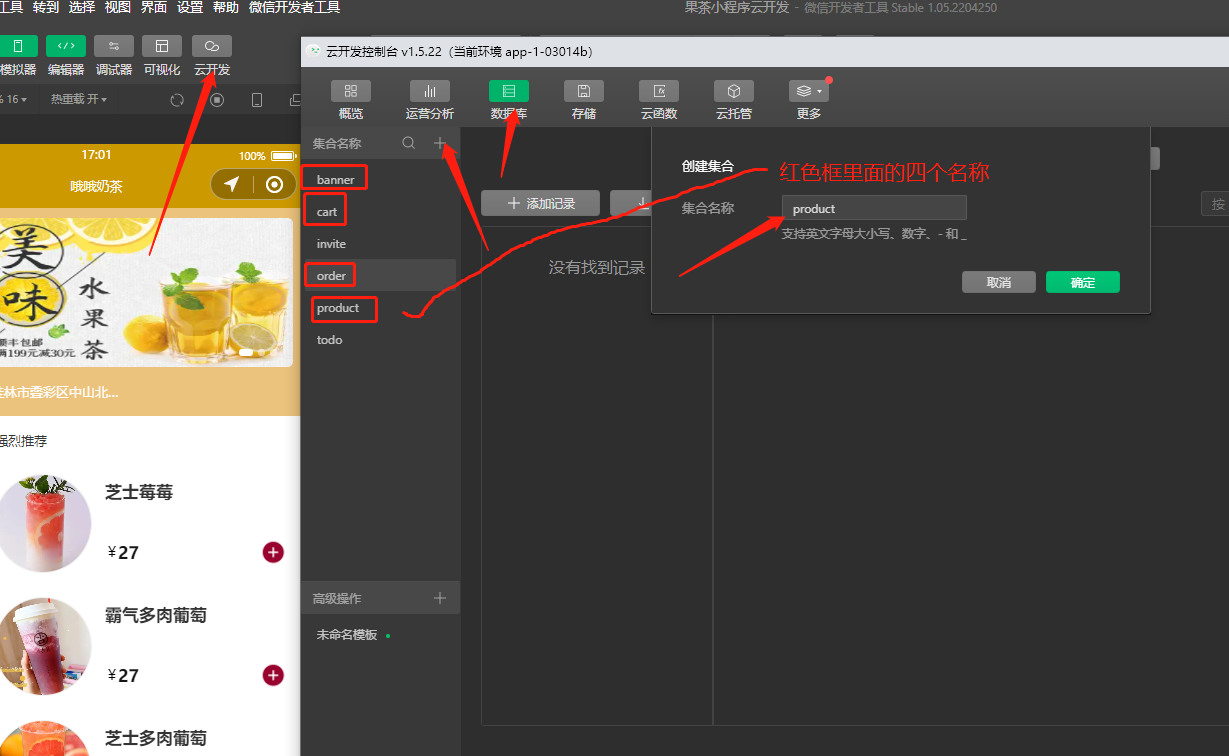 工具 转到 选择 视图 界面 设置 帮助 微信开发者工具
果茶小程序云开发 - 微信开发者工具 Stable 1.05.2204250
模拟器 编辑器 调试器 可视化 云开发
% 16 热重载 开
云开发控制台 v1.5.22（当前环境 app-1-03014b）
概览 运营分析 数据库 存储 云函数 云托管 更多
集合名称
banner
cart
invite
order
product
todo
高级操作
未命名模板
添加记录
没有找到记录
创建集合
红色框里面的四个名称
集合名称 product
支持英文字母大小写、数字、- 和 _
取消 确定
按
17:01 100%
哦哦奶茶
美味
水果茶
顺丰包邮
满199元减30元
桂林市叠彩区中山北...
强烈推荐
芝士莓莓
¥27
霸气多肉葡萄
¥27
芝士多肉葡萄